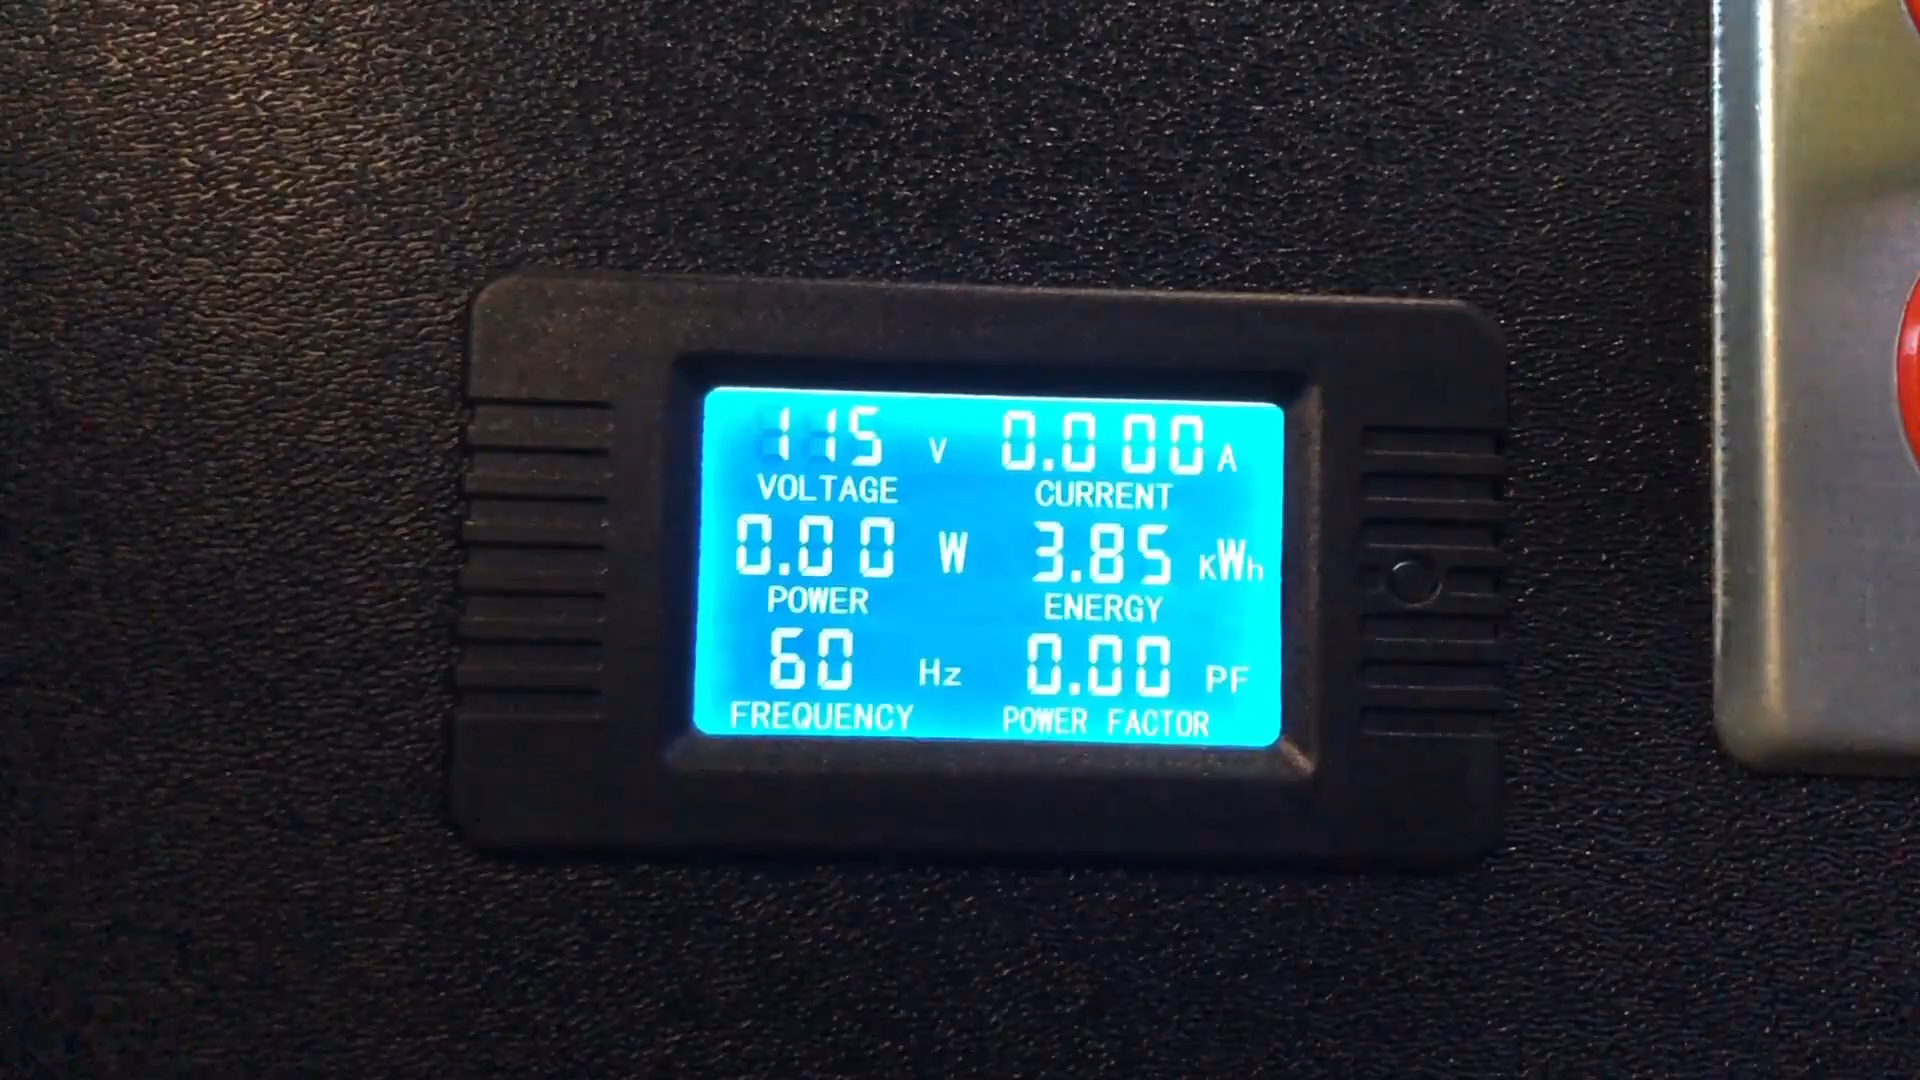 115 V 0.000 A
VOLTAGE CURRENT
0.00 W 3.85 KWh
POWER ENERGY
60 Hz 0.00 PF
FREQUENCY POWER FACTOR